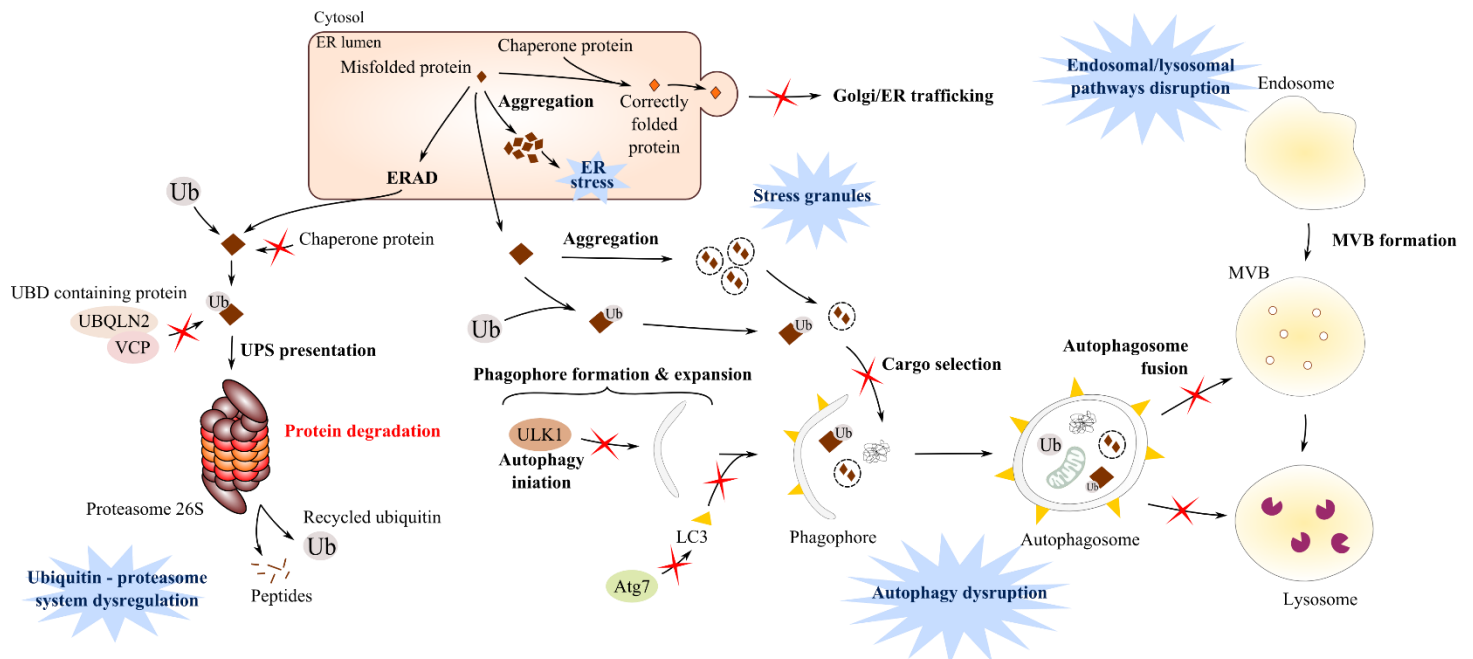 Cytosol
ER lumen
Chaperone protein
Misfolded protein
Aggregation
Correctly
folded
protein
Golgi/ER trafficking
ERAD
ER
stress
Endosomal/lysosomal
pathways disruption
Endosome
Stress granules
Ub
Chaperone protein
Aggregation
MVB formation
MVB
UBD containing protein
UBQLN2
VCP
Ub
Ub
Ub
Ub
UPS presentation
Phagophore formation & expansion
Cargo selection
Autophagosome
fusion
Protein degradation
ULK1
Autophagy
iniation
Ub
Ub
Ub
Proteasome 26S
Recycled ubiquitin
Ub
LC3
Phagophore
Autophagosome
Atg7
Peptides
Ubiquitin - proteasome
system dysregulation
Autophagy dysruption
Lysosome